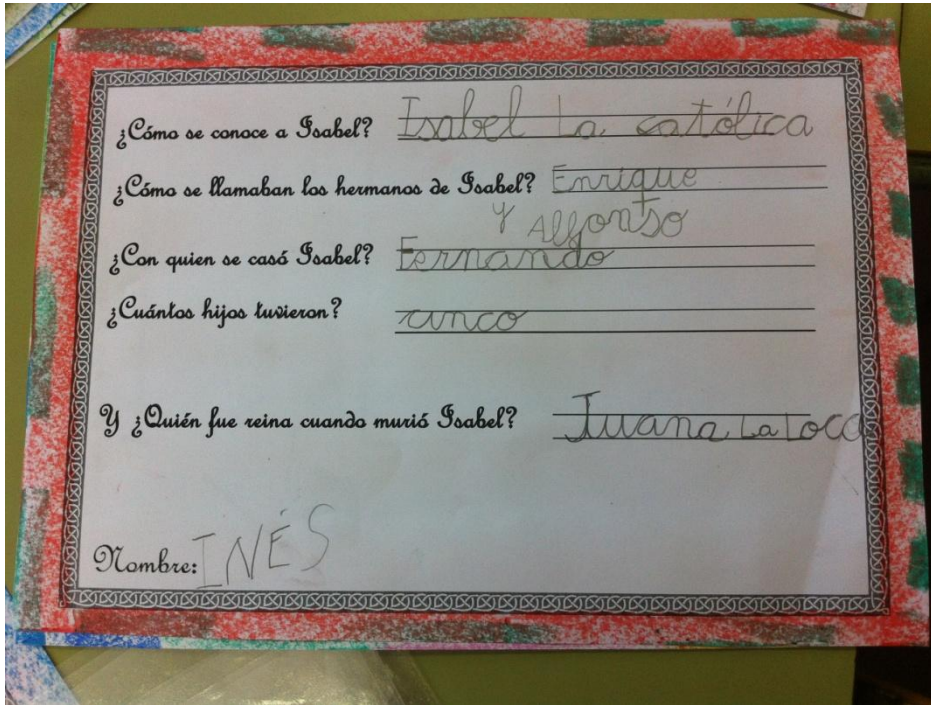 ¿Cómo se conoce a Isabel? Isabel La católica
¿Cómo se llamaban los hermanos de Isabel? Enrique
y Alfontso
¿Con quien se casó Isabel? Fernando
¿Cuántos hijos tuvieron? cinco
Y ¿Quién fue reina cuando murió Isabel? Juana La Loca
Nombre: INÉS